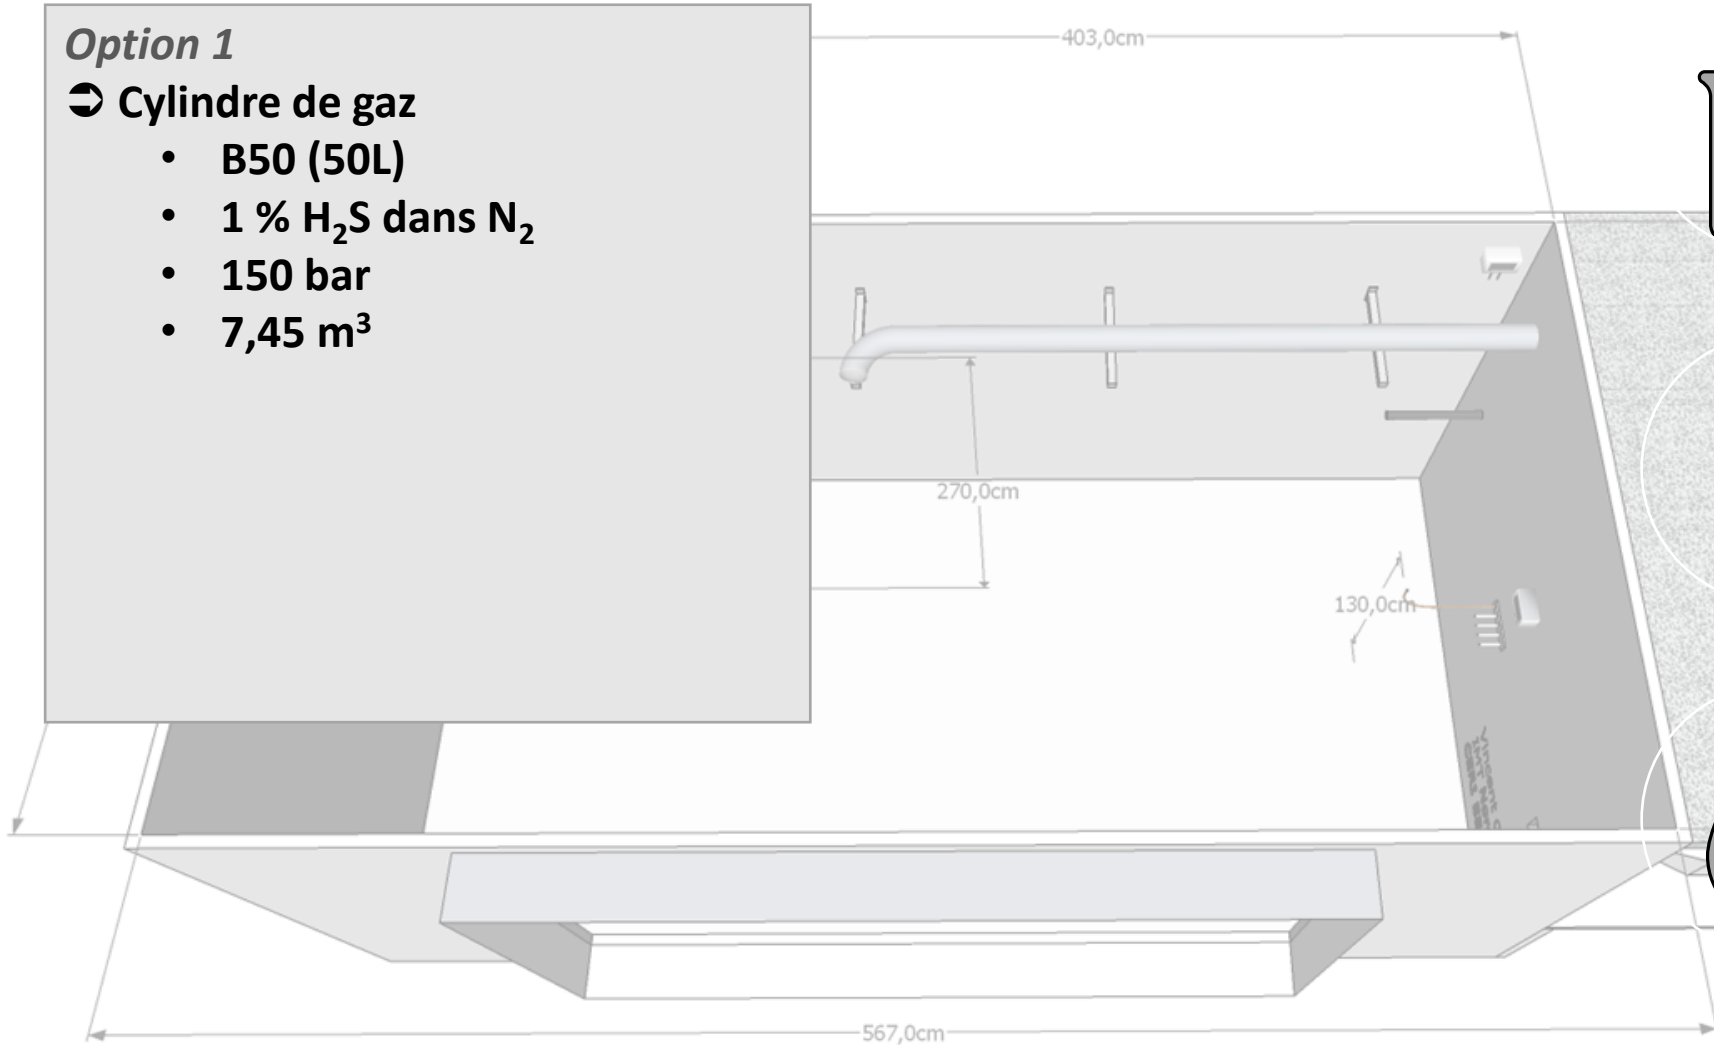 Option 1
➲ Cylindre de gaz
• B50 (50L)
• 1 % H₂S dans N₂
• 150 bar
• 7,45 m³
403,0cm
270,0cm
130,0cm
567,0cm